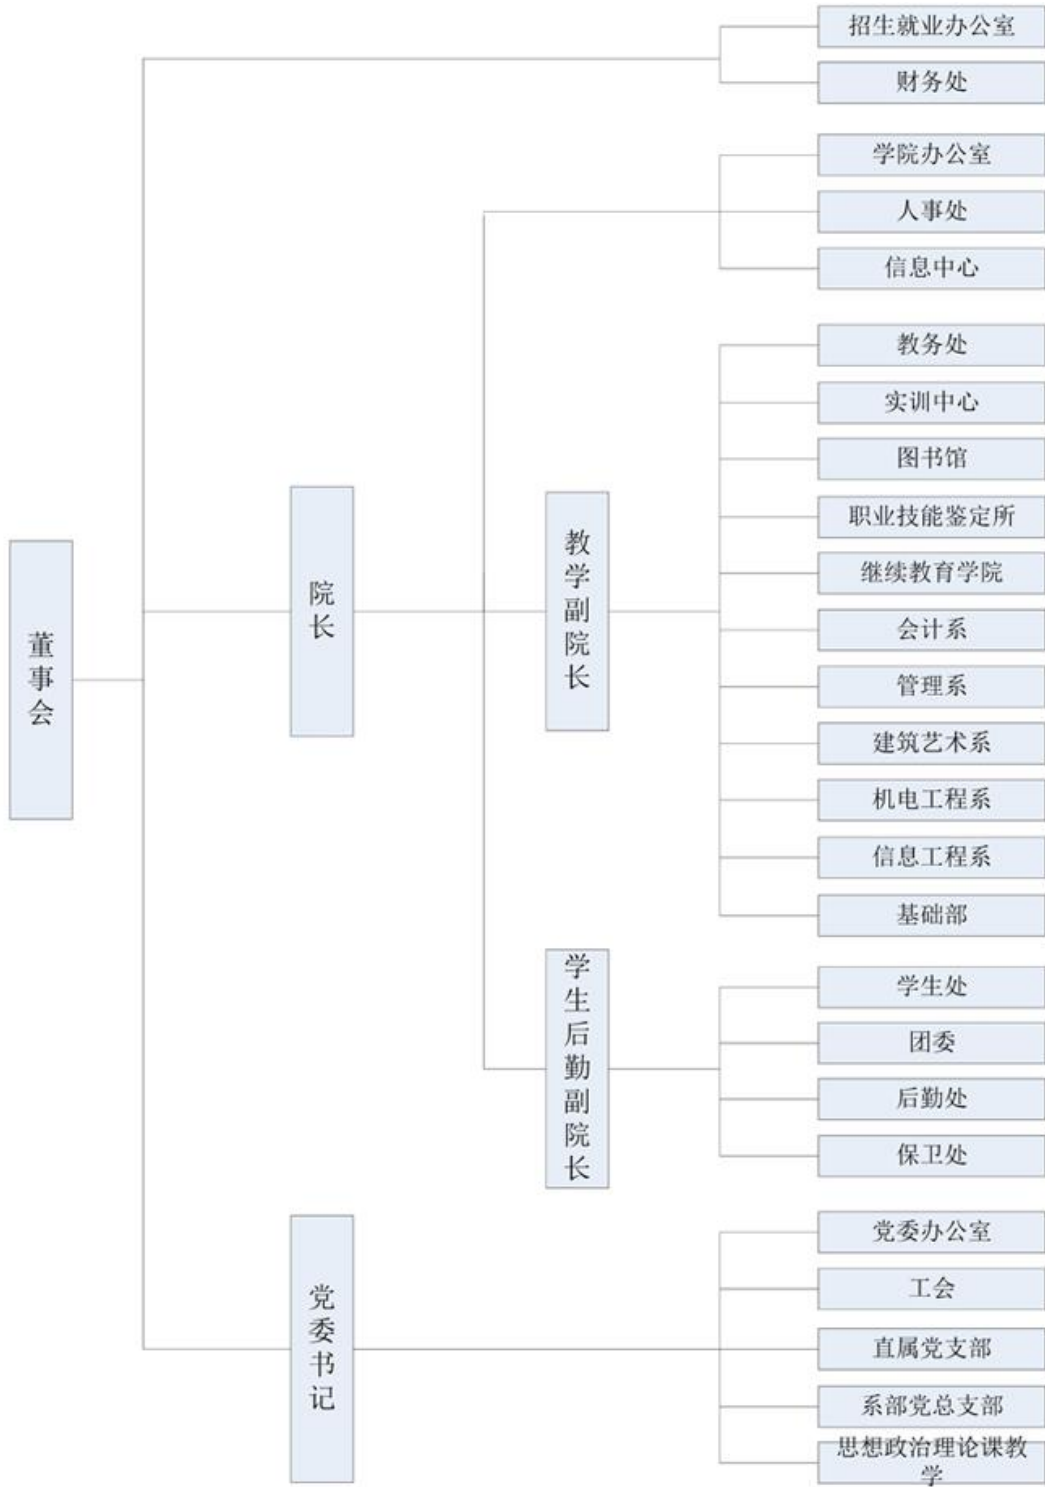 董事会
院长
党委书记
教学副院长
学生后勤副院长
招生就业办公室
财务处
学院办公室
人事处
信息中心
教务处
实训中心
图书馆
职业技能鉴定所
继续教育学院
会计系
管理系
建筑艺术系
机电工程系
信息工程系
基础部
学生处
团委
后勤处
保卫处
党委办公室
工会
直属党支部
系部党总支部
思想政治理论课教
学